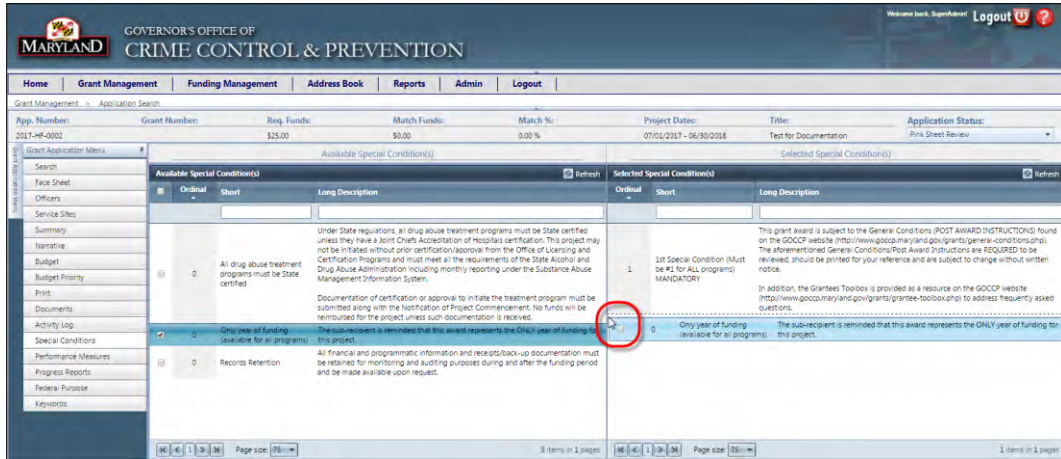 Welcome back, SuperAdmin! Logout
MARYLAND
GOVERNOR'S OFFICE OF
CRIME CONTROL & PREVENTION
Home | Grant Management | Funding Management | Address Book | Reports | Admin | Logout
Grant Management > Application Search
App. Number: Grant Number: Req. Funds: Match Funds: Match %: Project Dates: Title: Application Status:
2017-HF-0002 $25.00 $0.00 0.00 % 07/01/2017 - 06/30/2018 Test for Documentation Pink Sheet Review
Grant Application Menu
Grant Application Menu
Search
Face Sheet
Officers
Service Sites
Summary
Narrative
Budget
Budget Priority
Print
Documents
Activity Log
Special Conditions
Performance Measures
Progress Reports
Federal Purpose
Keywords
Available Special Condition(s)
Available Special Condition(s) Refresh
Ordinal Short Long Description
0
All drug abuse treatment
programs must be State
certified
Under State regulations, all drug abuse treatment programs must be State certified
unless they have a Joint Chiefs Accreditation of Hospitals certification. This project may
not be initiated without prior certification/approval from the Office of Licensing and
Certification Programs and must meet all the requirements of the State Alcohol and
Drug Abuse Administration including monthly reporting under the Substance Abuse
Management Information System.
Documentation of certification or approval to initiate the treatment program must be
submitted along with the Notification of Project Commencement. No funds will be
reimbursed for the project unless such documentation is received.
0
Only year of funding
(available for all programs)
The sub-recipient is reminded that this award represents the ONLY year of funding for
this project.
0
Records Retention
All financial and programmatic information and receipts/back-up documentation must
be retained for monitoring and auditing purposes during and after the funding period
and be made available upon request.
1 Page size: 75 3 items in 1 pages
Selected Special Condition(s)
Selected Special Condition(s) Refresh
Ordinal Short Long Description
1
1st Special Condition (Must
be #1 for ALL programs)
MANDATORY
This grant award is subject to the General Conditions (POST AWARD INSTRUCTIONS) found
on the GOCCP website (http://www.goccp.maryland.gov/grants/general-conditions.php).
The aforementioned General Conditions/Post Award Instructions are REQUIRED to be
reviewed, should be printed for your reference and are subject to change without written
notice.
In addition, the Grantees Toolbox is provided as a resource on the GOCCP website
(http://www.goccp.maryland.gov/grants/grantee-toolbox.php) to address frequently asked
questions.
0
Only year of funding
(available for all programs)
The sub-recipient is reminded that this award represents the ONLY year of funding for
this project.
1 Page size: 75 1 items in 1 pages